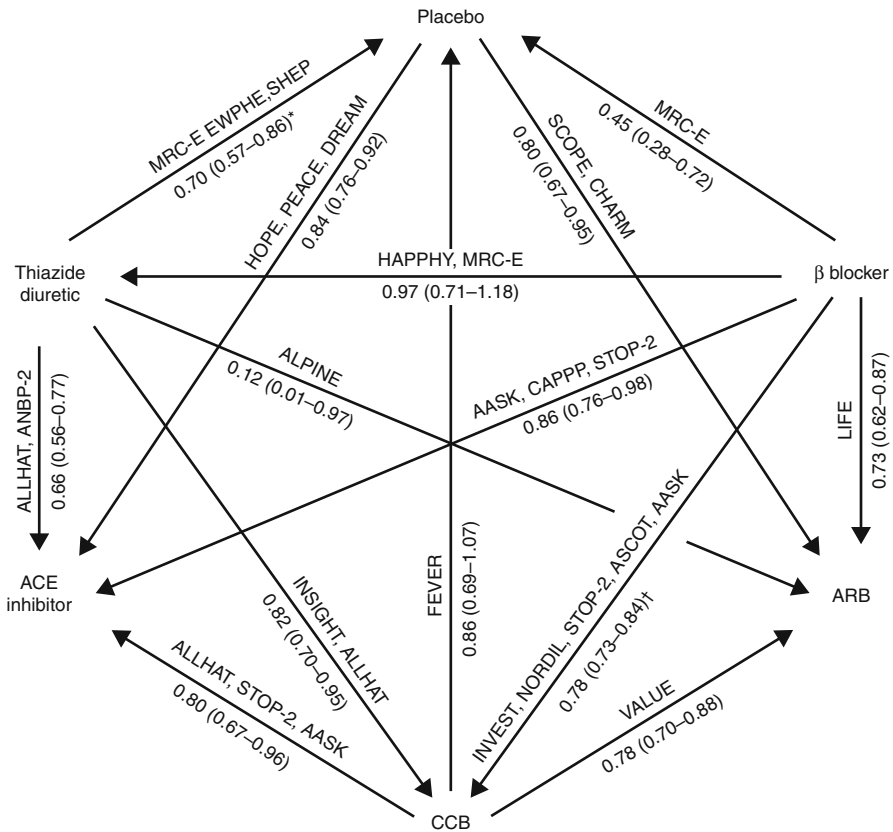 Placebo
MRC-E EWPHE,SHEP
0.70 (0.57–0.86)*
HOPE, PEACE, DREAM
0.84 (0.76–0.92)
SCOPE, CHARM
0.80 (0.67–0.95)
MRC-E
0.45 (0.28–0.72)
Thiazide
diuretic
HAPPHY, MRC-E
0.97 (0.71–1.18)
β blocker
ALPINE
0.12 (0.01–0.97)
AASK, CAPPP, STOP-2
0.86 (0.76–0.98)
ALLHAT, ANBP-2
0.66 (0.56–0.77)
LIFE
0.73 (0.62–0.87)
ACE
inhibitor
INSIGHT, ALLHAT
0.82 (0.70–0.95)
FEVER
0.86 (0.69–1.07)
INVEST, NORDIL, STOP-2, ASCOT, AASK
0.78 (0.73–0.84)†
ARB
ALLHAT, STOP-2, AASK
0.80 (0.67–0.96)
VALUE
0.78 (0.70–0.88)
CCB